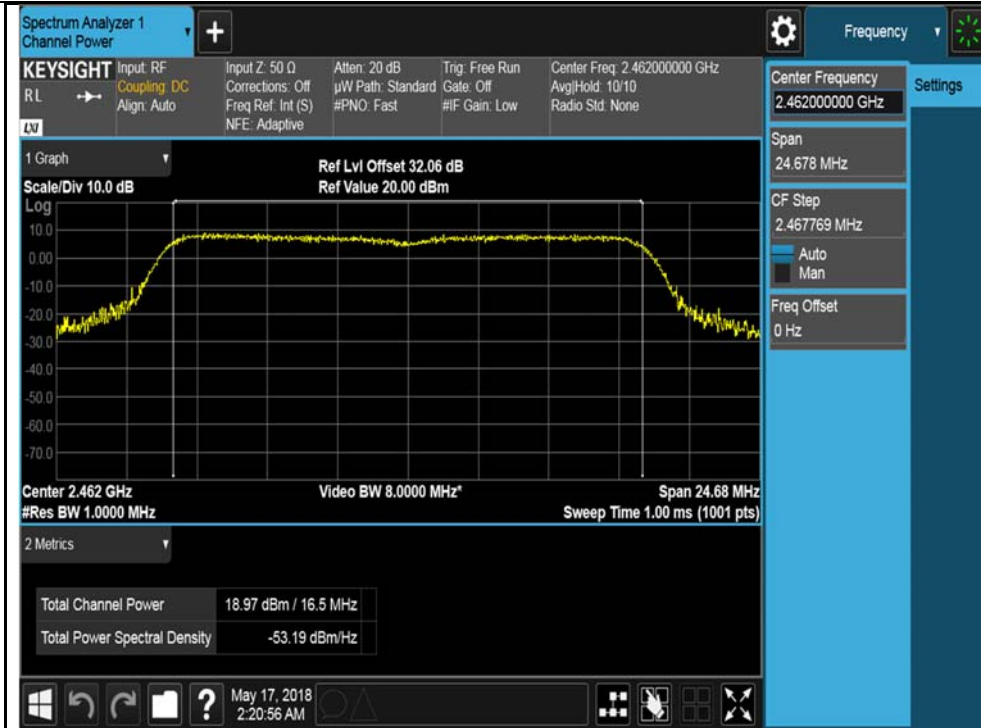 Spectrum Analyzer 1
Channel Power
+
Frequency
KEYSIGHT
RL
LXI
Input: RF
Coupling: DC
Align: Auto
Input Z: 50 Ω
Corrections: Off
Freq Ref: Int (S)
NFE: Adaptive
Atten: 20 dB
µW Path: Standard
#PNO: Fast
Trig: Free Run
Gate: Off
#IF Gain: Low
Center Freq: 2.462000000 GHz
Avg|Hold: 10/10
Radio Std: None
Center Frequency
2.462000000 GHz
Settings
Span
24.678 MHz
CF Step
2.467769 MHz
Auto
Man
Freq Offset
0 Hz
1 Graph
Scale/Div 10.0 dB
Ref Lvl Offset 32.06 dB
Ref Value 20.00 dBm
Log
10.0
0.00
-10.0
-20.0
-30.0
-40.0
-50.0
-60.0
-70.0
Center 2.462 GHz
#Res BW 1.0000 MHz
Video BW 8.0000 MHz*
Span 24.68 MHz
Sweep Time 1.00 ms (1001 pts)
2 Metrics
Total Channel Power 18.97 dBm / 16.5 MHz
Total Power Spectral Density -53.19 dBm/Hz
?
May 17, 2018
2:20:56 AM